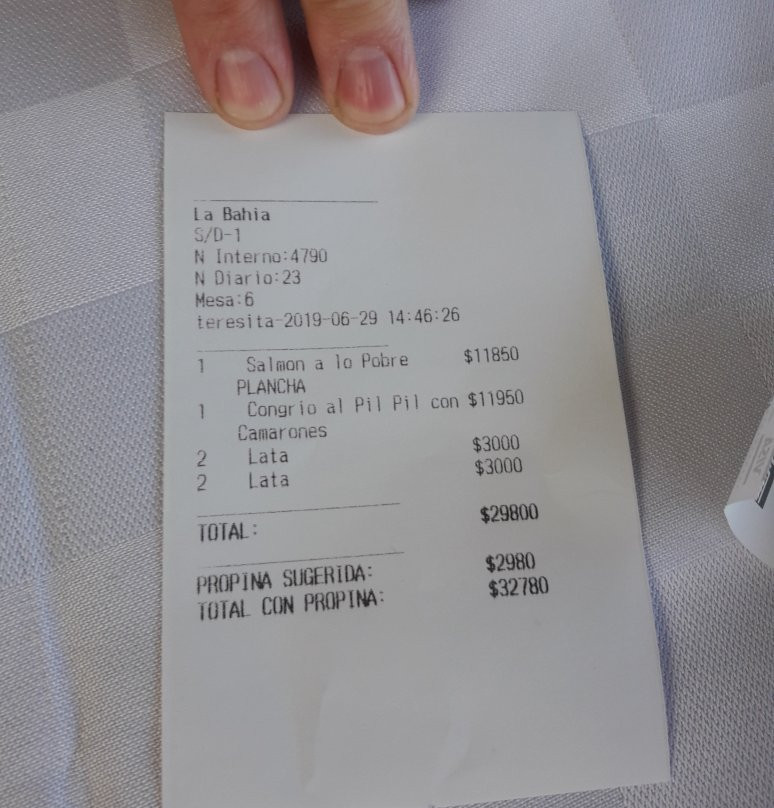 La Bahia
S/D-1
N Interno:4790
N Diario:23
Mesa:6
teresita-2019-06-29 14:46:26
1 Salmon a lo Pobre $11850
PLANCHA
1 Congrio al Pil Pil con $11950
Camarones
2 Lata $3000
2 Lata $3000
TOTAL: $29800
PROPINA SUGERIDA: $2980
TOTAL CON PROPINA: $32780